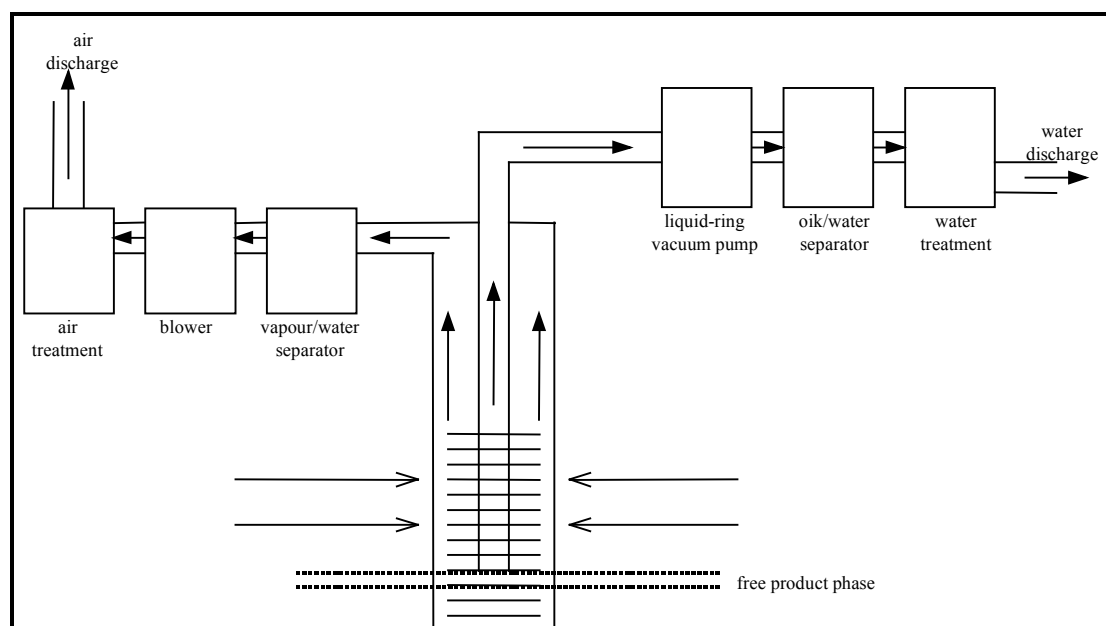 air
discharge
water
discharge
liquid-ring
vacuum pump
oik/water
separator
water
treatment
air
treatment
blower
vapour/water
separator
free product phase